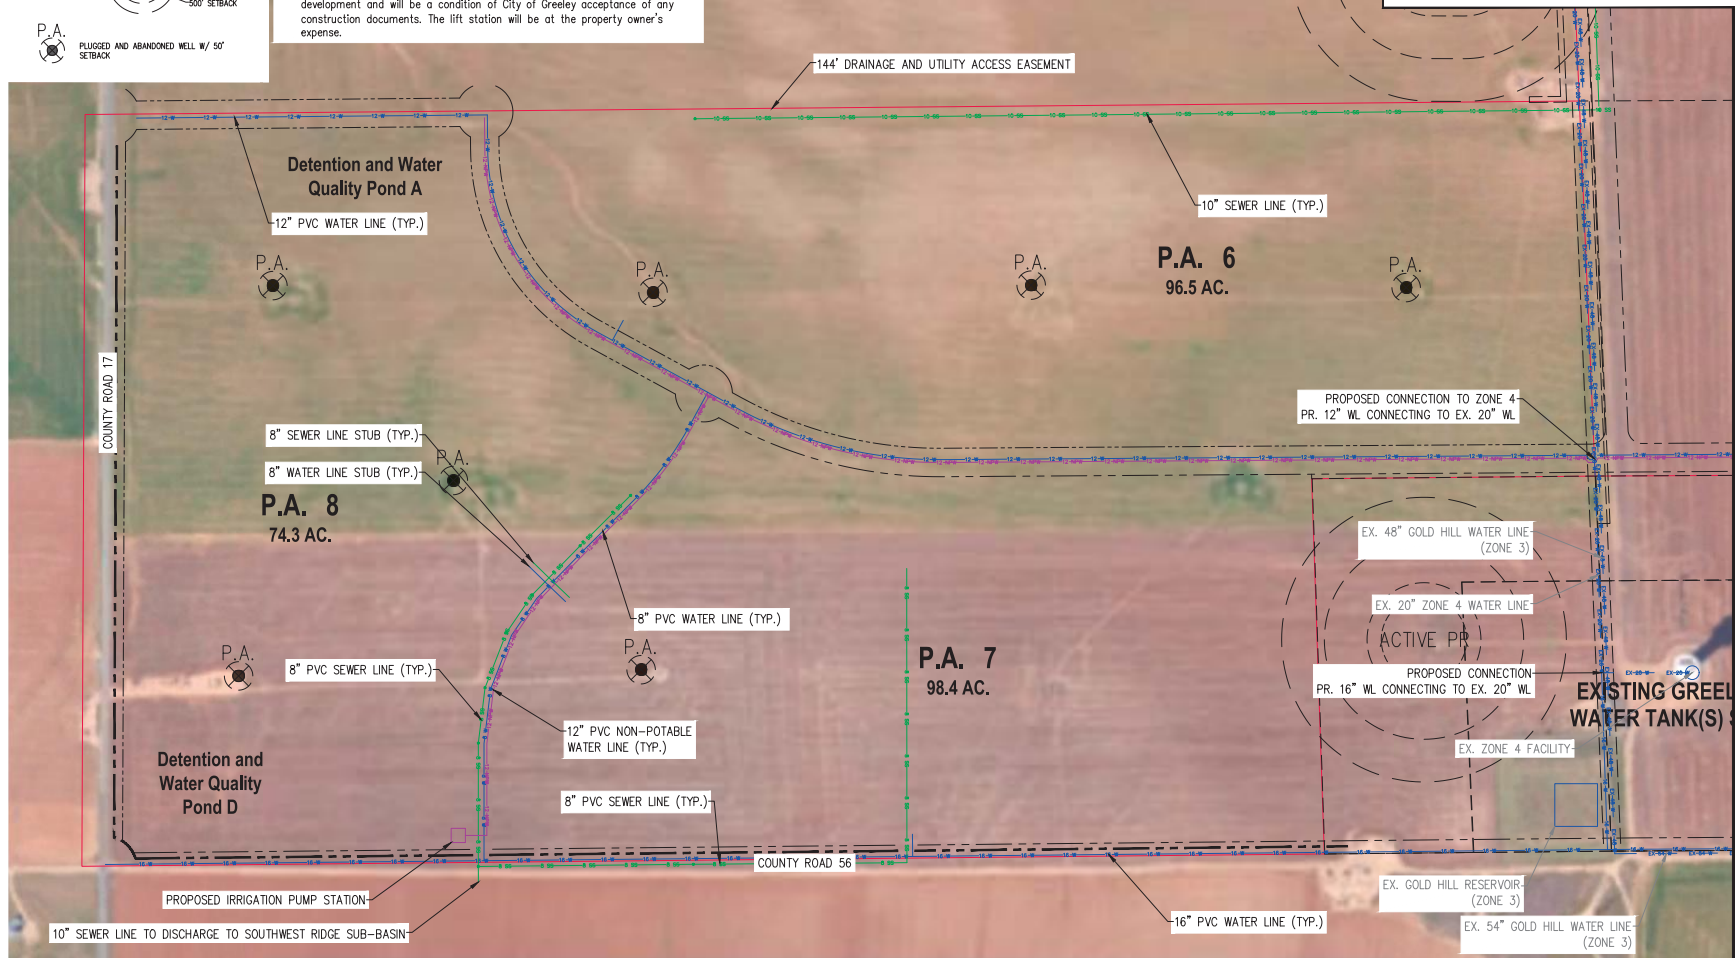 500' SETBACK
P.A.
PLUGGED AND ABANDONED WELL W/ 50'
SETBACK
development and will be a condition of City of Greeley acceptance of any
construction documents. The lift station will be at the property owner's
expense.
144' DRAINAGE AND UTILITY ACCESS EASEMENT
Detention and Water
Quality Pond A
12" PVC WATER LINE (TYP.)
10" SEWER LINE (TYP.)
P.A. 6
96.5 AC.
P.A.
P.A.
P.A.
P.A.
COUNTY ROAD 17
PROPOSED CONNECTION TO ZONE 4
PR. 12" WL CONNECTING TO EX. 20" WL
8" SEWER LINE STUB (TYP.)
8" WATER LINE STUB (TYP.)
P.A.
P.A. 8
74.3 AC.
EX. 48" GOLD HILL WATER LINE
(ZONE 3)
EX. 20" ZONE 4 WATER LINE
8" PVC WATER LINE (TYP.)
ACTIVE PR
P.A.
P.A.
8" PVC SEWER LINE (TYP.)
P.A. 7
98.4 AC.
PROPOSED CONNECTION
PR. 16" WL CONNECTING TO EX. 20" WL
EXISTING GREEL
WATER TANK(S)
12" PVC NON-POTABLE
WATER LINE (TYP.)
EX. ZONE 4 FACILITY
Detention and
Water Quality
Pond D
8" PVC SEWER LINE (TYP.)
COUNTY ROAD 56
PROPOSED IRRIGATION PUMP STATION
EX. GOLD HILL RESERVOIR
(ZONE 3)
16" PVC WATER LINE (TYP.)
10" SEWER LINE TO DISCHARGE TO SOUTHWEST RIDGE SUB-BASIN
EX. 54" GOLD HILL WATER LINE
(ZONE 3)